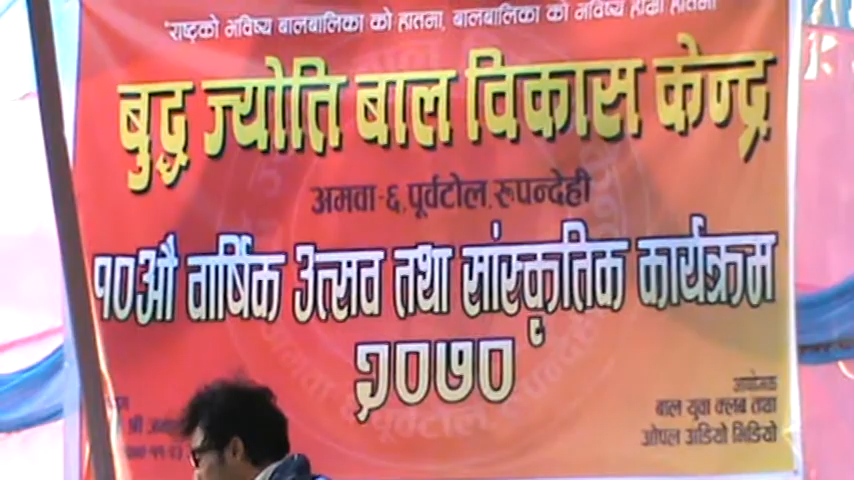 "राष्ट्रको भविष्य बालबालिका को हातमा, बालबालिका को भविष्य हाम्रा हातमा"
बुद्ध ज्योति बाल विकास केन्द्र
अमवा-६, पूर्वटोल, रूपन्देही
१०औ वार्षिक उत्सव तथा सांस्कृतिक कार्यक्रम
२०७०
आयोजक
बाल युवा क्लब तथा
ओपल अडियो भिडियो